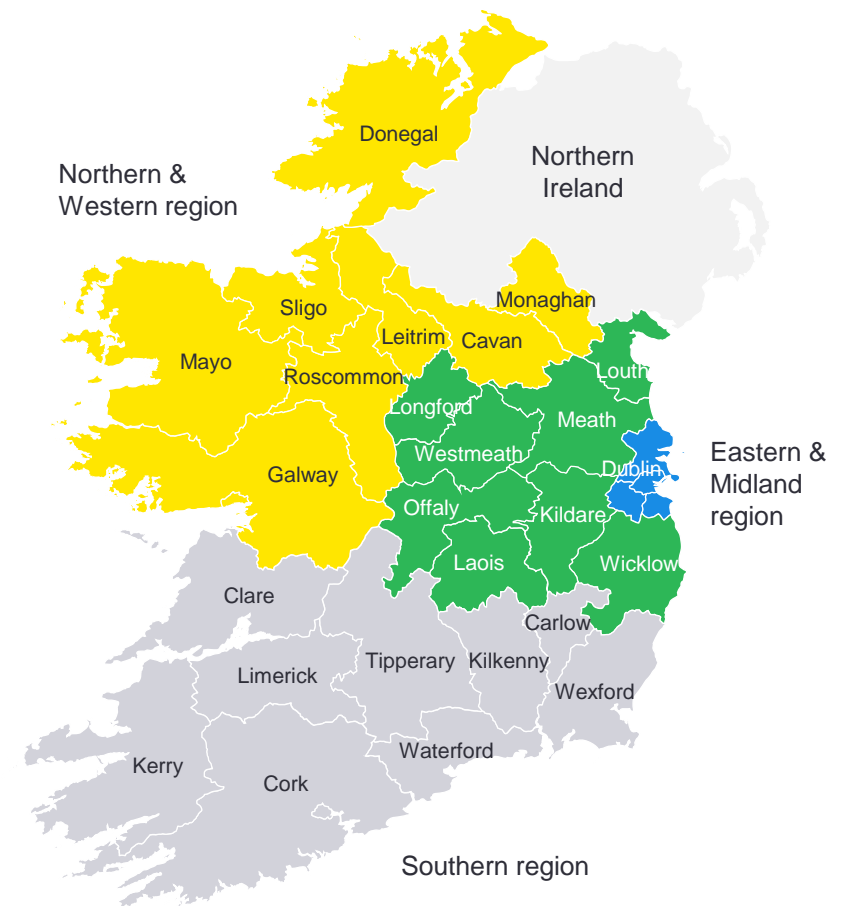 Donegal
Northern
Ireland
Northern &
Western region
Monaghan
Sligo
Leitrim
Cavan
Mayo
Roscommon
Louth
Longford
Meath
Westmeath
Galway
Dublin
Eastern &
Midland
region
Offaly
Kildare
Laois
Wicklow
Clare
Carlow
Tipperary
Kilkenny
Limerick
Wexford
Waterford
Kerry
Cork
Southern region